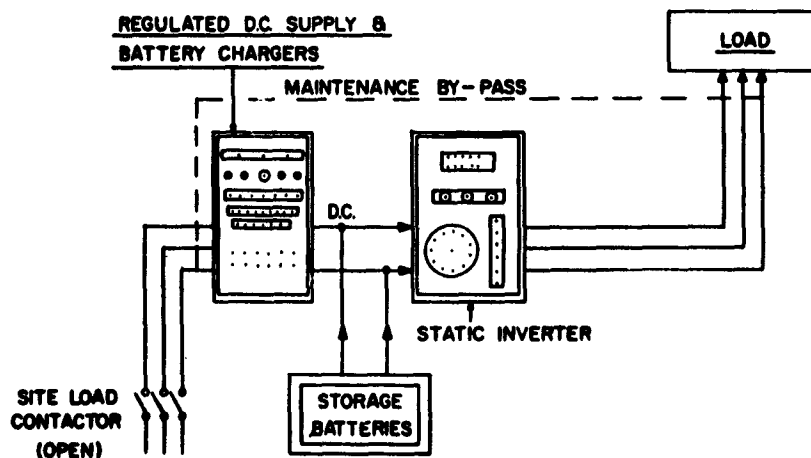 REGULATED D.C. SUPPLY &
BATTERY CHARGERS
LOAD
MAINTENANCE BY-PASS
D.C.
STATIC INVERTER
SITE LOAD
CONTACTOR
(OPEN)
STORAGE
BATTERIES